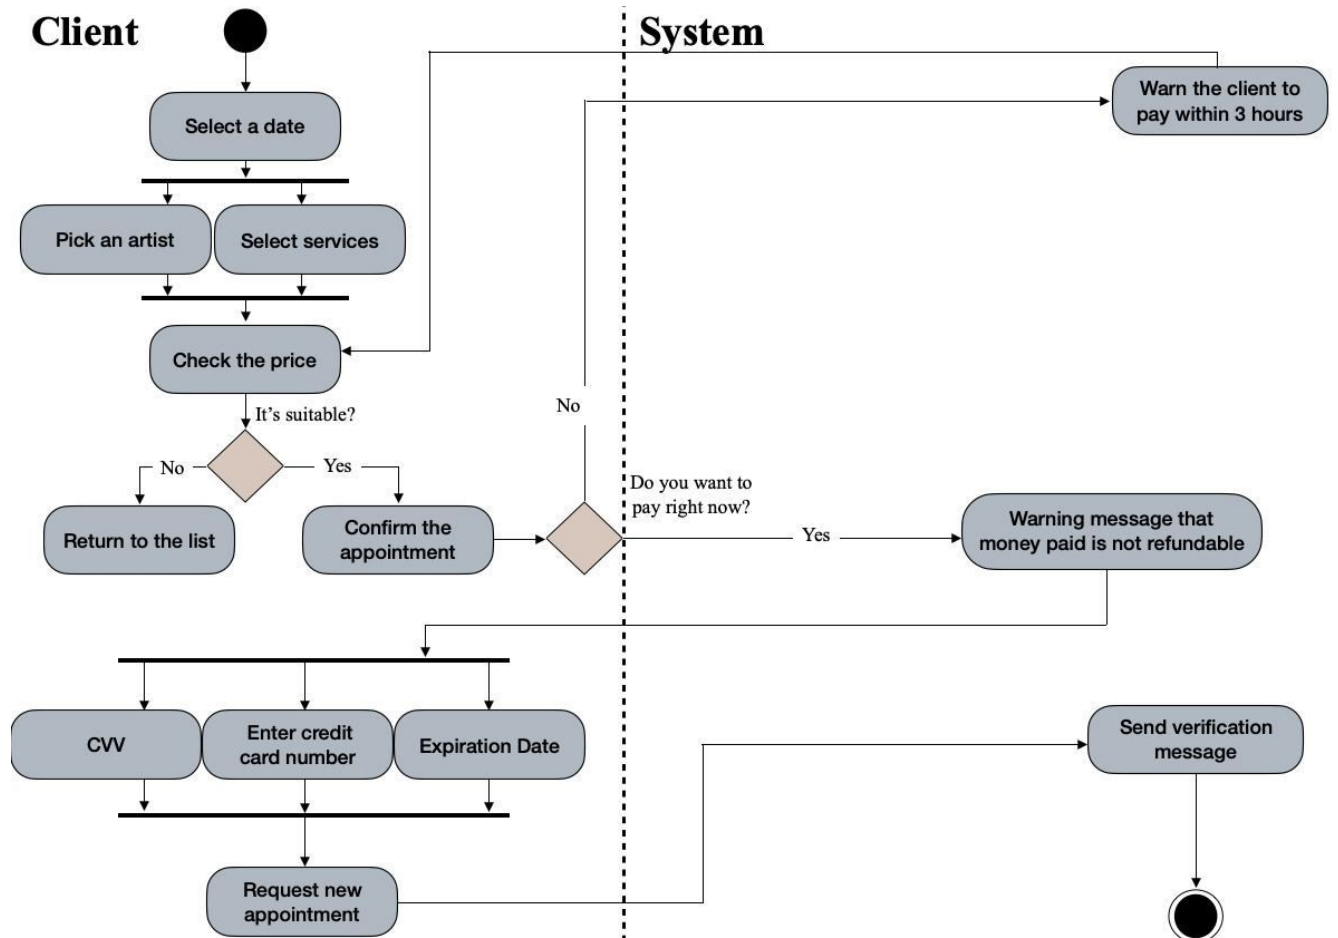 Client
System
Warn the client to
pay within 3 hours
Select a date
Pick an artist
Select services
Check the price
It’s suitable?
No
Yes
No
Return to the list
Confirm the
appointment
Do you want to
pay right now?
Yes
Warning message that
money paid is not refundable
CVV
Enter credit
card number
Expiration Date
Send verification
message
Request new
appointment